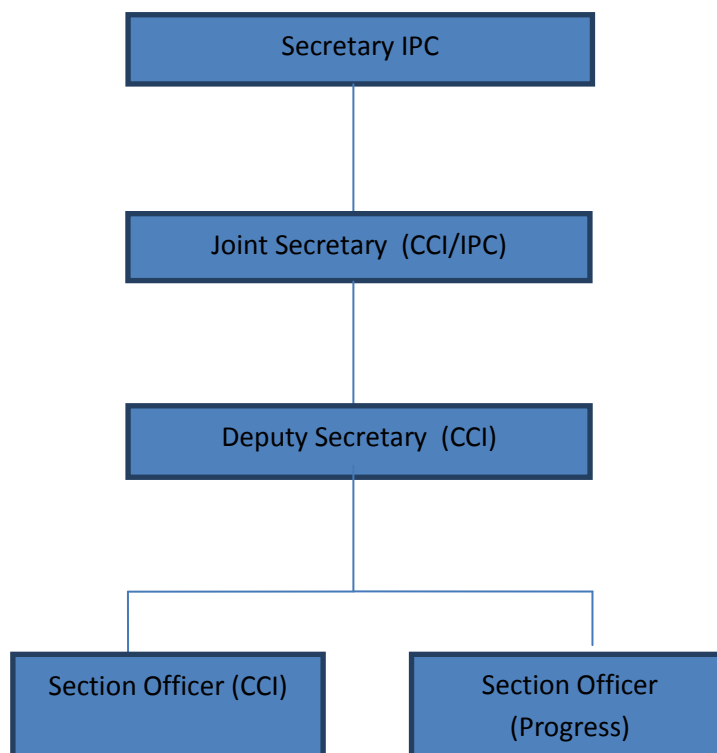 Secretary IPC
Joint Secretary  (CCI/IPC)
Deputy Secretary  (CCI)
Section Officer (CCI)
Section Officer
(Progress)